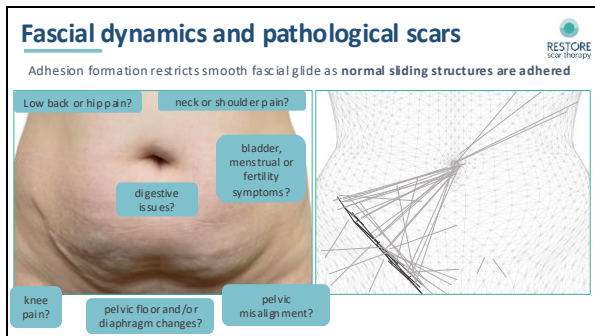 Fascial dynamics and pathological scars
RESTORE
scar therapy
Adhesion formation restricts smooth fascial glide as normal sliding structures are adhered
Low back or hip pain?
neck or shoulder pain?
bladder,
menstrual or
fertility
symptoms?
digestive
issues?
knee
pain?
pelvic floor and/or
diaphragm changes?
pelvic
misalignment?